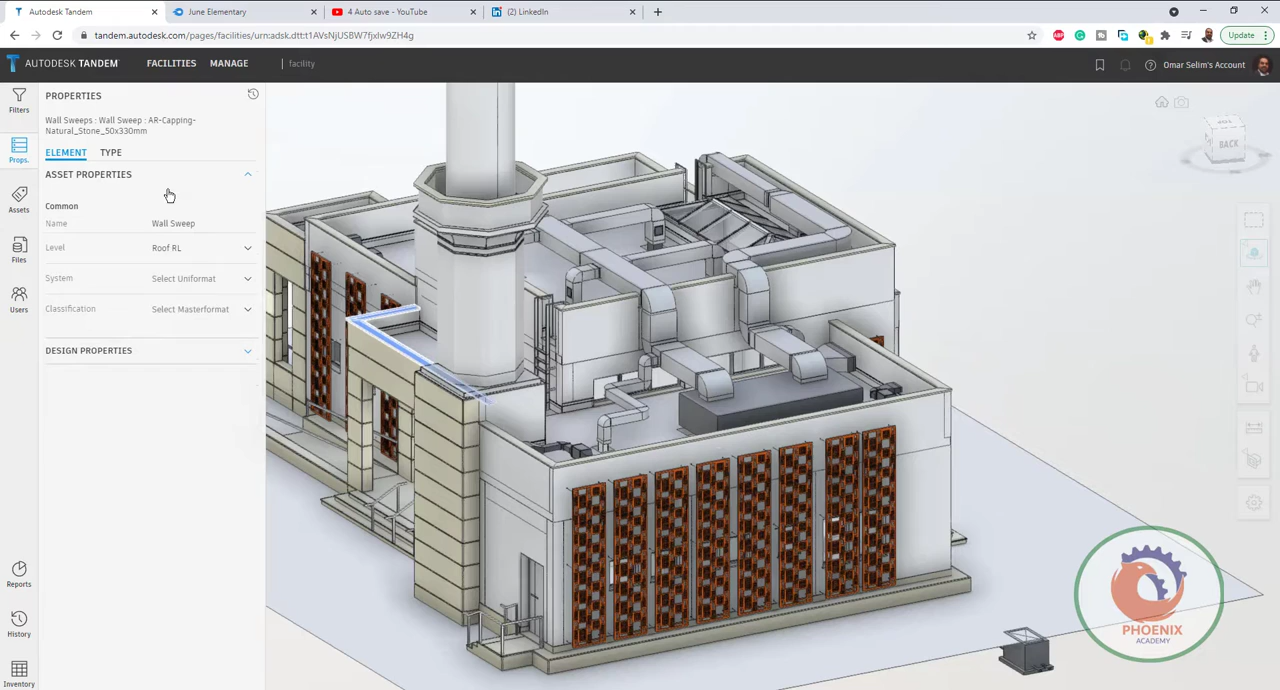 Autodesk Tandem
June Elementary
4 Auto save - YouTube
(2) LinkedIn
tandem.autodesk.com/pages/facilities/urn:adsk.dtt:t1AVsNjUSBW7fjxlw9ZH4g
ABP
Update
AUTODESK TANDEM
FACILITIES
MANAGE
facility
Omar Selim's Account
Filters
Props.
Assets
Files
Users
Reports
History
Inventory
PROPERTIES
Wall Sweeps : Wall Sweep : AR-Capping-
Natural_Stone_50x330mm
ELEMENT TYPE
ASSET PROPERTIES
Common
Name Wall Sweep
Level Roof RL
System Select Uniformat
Classification Select Masterformat
DESIGN PROPERTIES
BACK
PHOENIX
ACADEMY